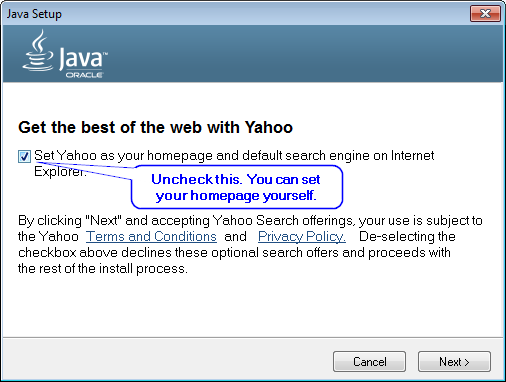 Java Setup
Java™
ORACLE
Get the best of the web with Yahoo
Set Yahoo as your homepage and default search engine on Internet
Explorer.
Uncheck this. You can set
your homepage yourself.
By clicking "Next" and accepting Yahoo Search offerings, your use is subject to
the Yahoo Terms and Conditions and Privacy Policy. De-selecting the
checkbox above declines these optional search offers and proceeds with
the rest of the install process.
Cancel
Next >